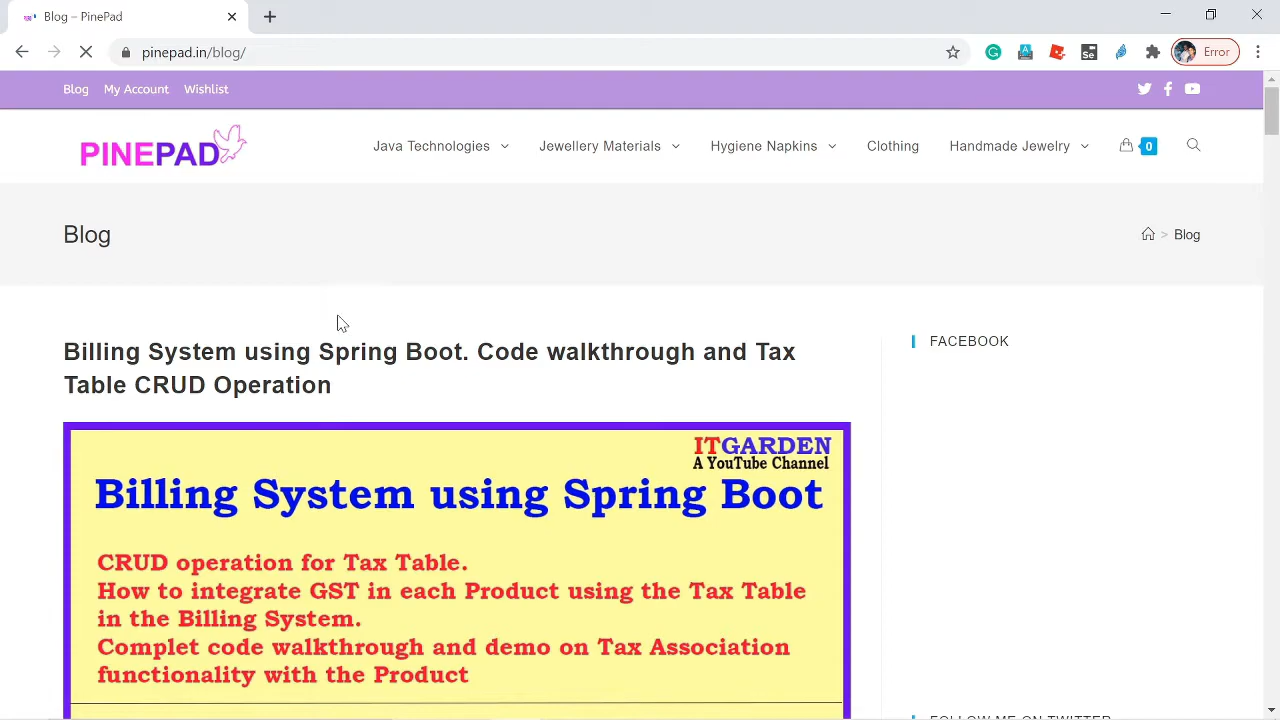 Blog – PinePad
pinepad.in/blog/
Error
Blog My Account Wishlist
PINEPAD
Java Technologies Jewellery Materials Hygiene Napkins Clothing Handmade Jewelry 0
Blog
> Blog
Billing System using Spring Boot. Code walkthrough and Tax
Table CRUD Operation
FACEBOOK
ITGARDEN
A YouTube Channel
Billing System using Spring Boot
CRUD operation for Tax Table.
How to integrate GST in each Product using the Tax Table
in the Billing System.
Complet code walkthrough and demo on Tax Association
functionality with the Product
FOLLOW ME ON TWITTER